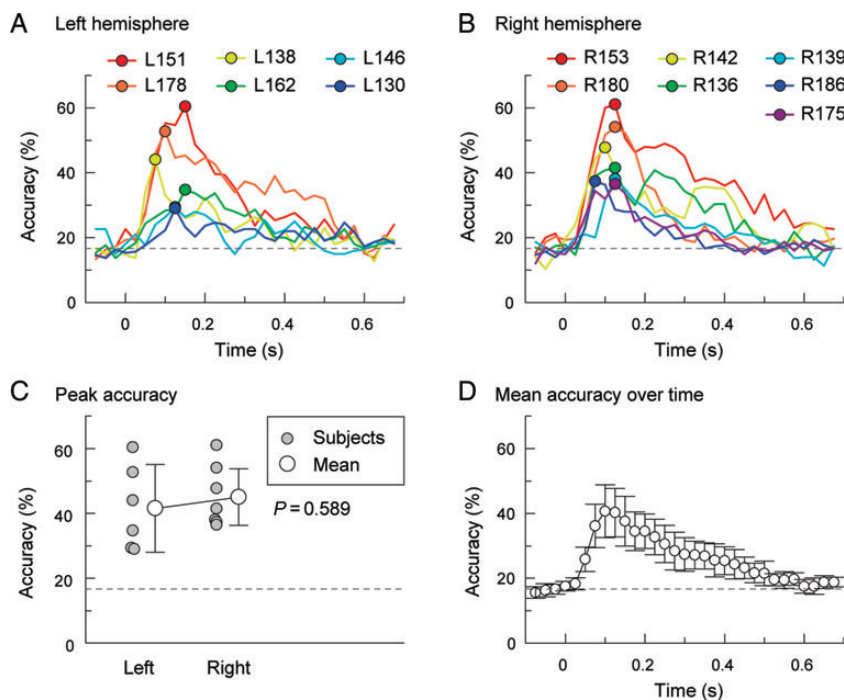 A Left hemisphere
L151 L138 L146
L178 L162 L130
Accuracy (%)
60
40
20
0
0 0.2 0.4 0.6
Time (s)
B Right hemisphere
R153 R142 R139
R180 R136 R186
R175
Accuracy (%)
60
40
20
0
0 0.2 0.4 0.6
Time (s)
C Peak accuracy
Subjects
Mean
P = 0.589
Accuracy (%)
60
40
20
0
Left Right
D Mean accuracy over time
Accuracy (%)
60
40
20
0
0 0.2 0.4 0.6
Time (s)